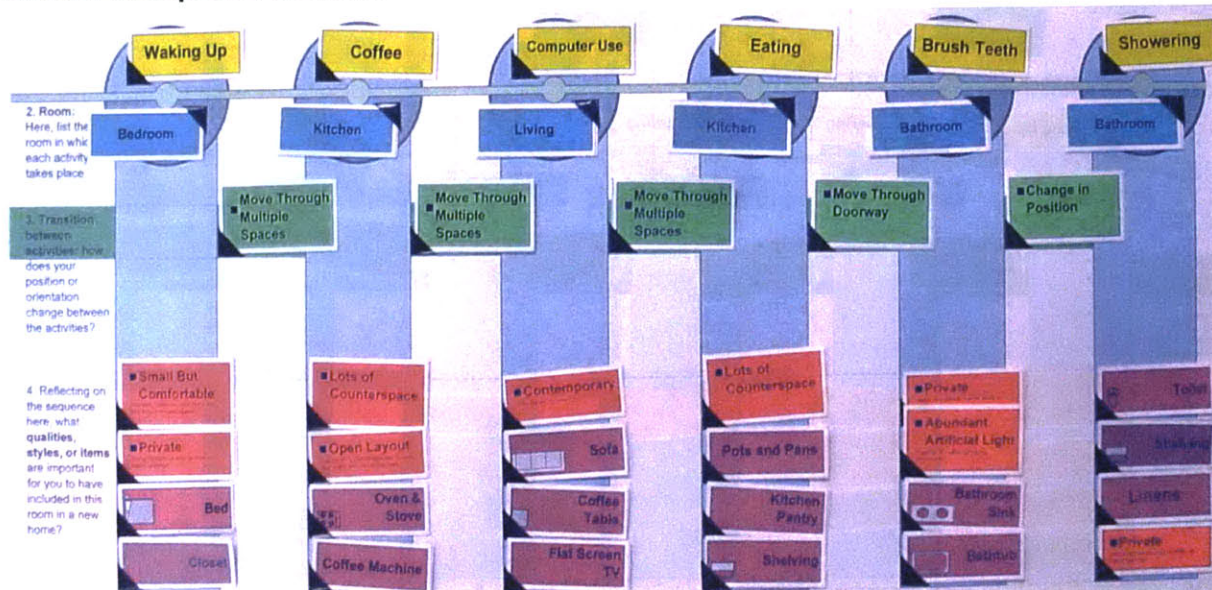 Waking Up
Coffee
Computer Use
Eating
Brush Teeth
Showering
2. Room:
Here, list the
room in whic
each activity
takes place
Bedroom
Kitchen
Living
Kitchen
Bathroom
Bathroom
3. Transition
between
activities: how
does your
position or
orientation
change between
the activities?
Move Through
Multiple
Spaces
Move Through
Multiple
Spaces
Move Through
Multiple
Spaces
Move Through
Doorway
Change in
Position
4. Reflecting on
the sequence
here, what
qualities,
styles, or items
are important
for you to have
included in this
room in a new
home?
Small But
Comfortable
Private
Bed
Closet
Lots of
Counterspace
Open Layout
Oven &
Stove
Coffee Machine
Contemporary
Sofa
Coffee
Table
Flat Screen
TV
Lots of
Counterspace
Pots and Pans
Kitchen
Pantry
Shelving
Private
Abundant
Artificial Light
Bathroom
Sink
Bathtub
Toilet
Shelving
Linens
Private